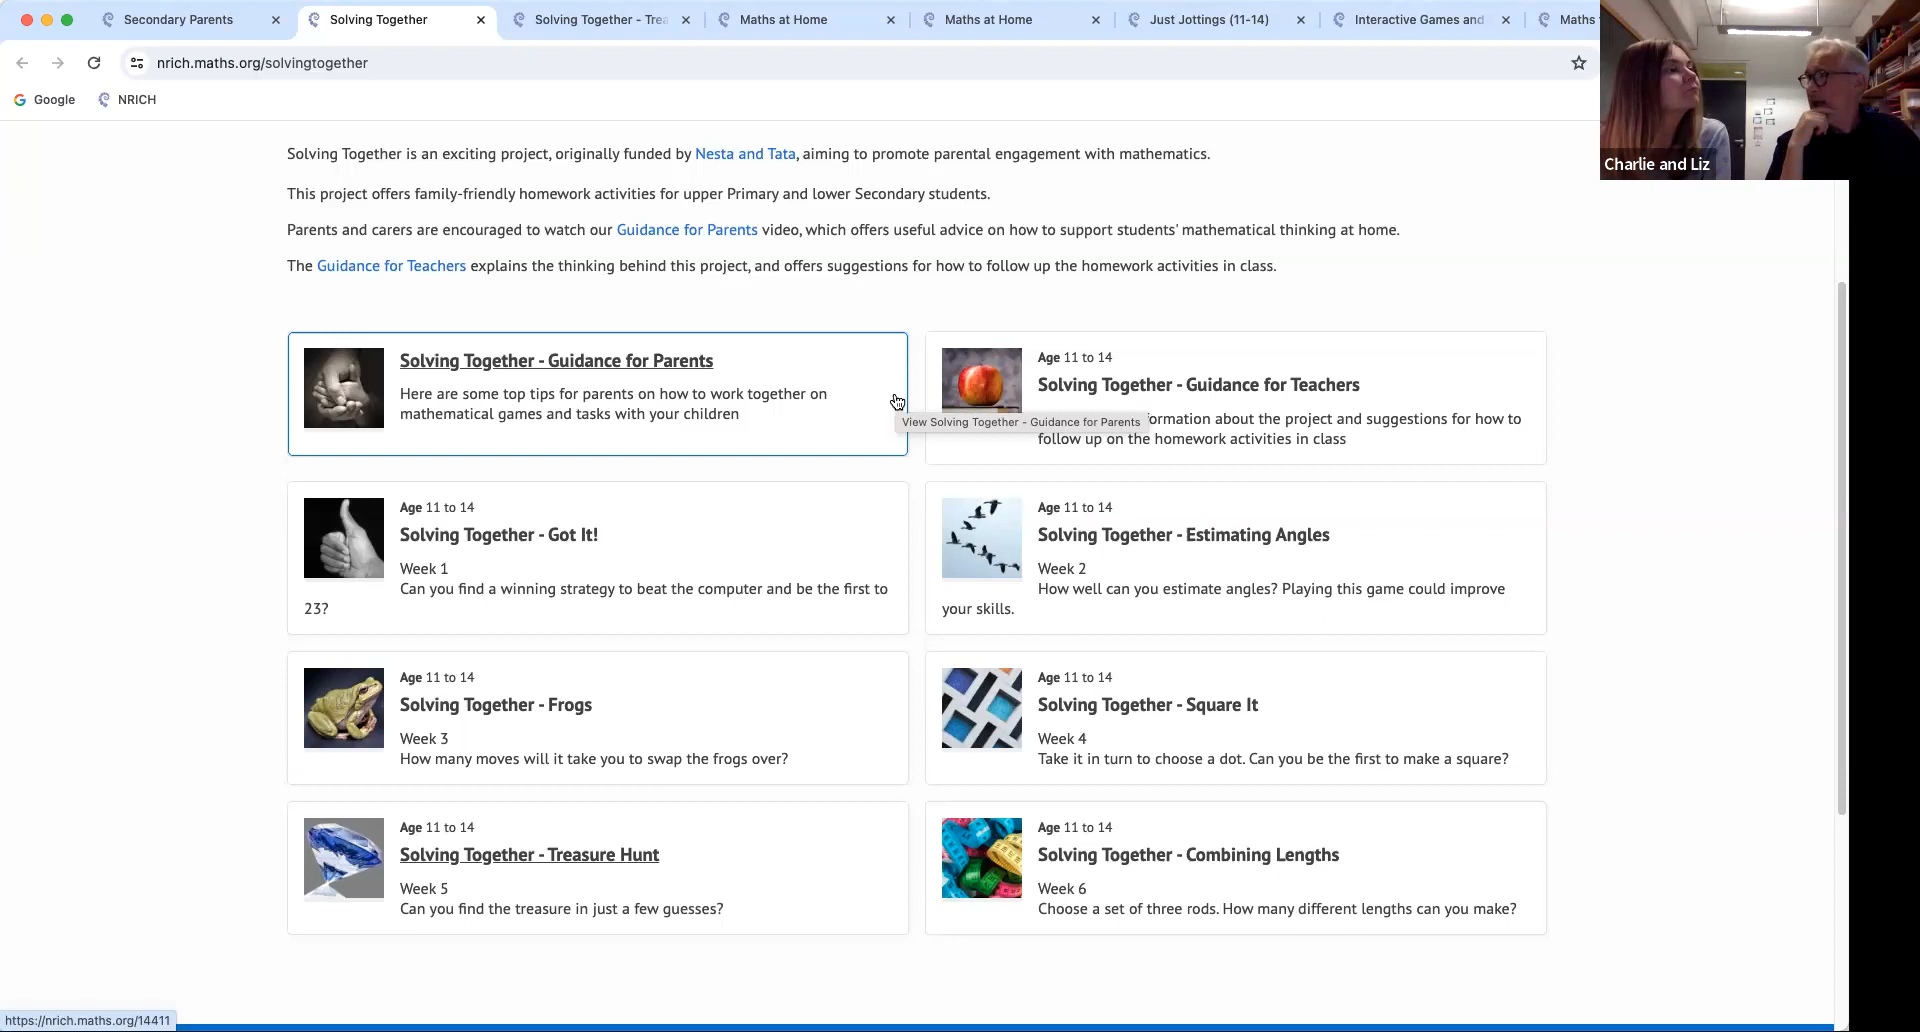 Secondary Parents
Solving Together
Solving Together - Trea
Maths at Home
Maths at Home
Just Jottings (11-14)
Interactive Games and
Maths
nrich.maths.org/solvingtogether
Google
NRICH
Charlie and Liz
Solving Together is an exciting project, originally funded by Nesta and Tata, aiming to promote parental engagement with mathematics.
This project offers family-friendly homework activities for upper Primary and lower Secondary students.
Parents and carers are encouraged to watch our Guidance for Parents video, which offers useful advice on how to support students' mathematical thinking at home.
The Guidance for Teachers explains the thinking behind this project, and offers suggestions for how to follow up the homework activities in class.
Solving Together - Guidance for Parents
Here are some top tips for parents on how to work together on
mathematical games and tasks with your children
Age 11 to 14
Solving Together - Guidance for Teachers
View Solving Together - Guidance for Parents
ormation about the project and suggestions for how to
follow up on the homework activities in class
Age 11 to 14
Solving Together - Got It!
Week 1
Can you find a winning strategy to beat the computer and be the first to
23?
Age 11 to 14
Solving Together - Estimating Angles
Week 2
How well can you estimate angles? Playing this game could improve
your skills.
Age 11 to 14
Solving Together - Frogs
Week 3
How many moves will it take you to swap the frogs over?
Age 11 to 14
Solving Together - Square It
Week 4
Take it in turn to choose a dot. Can you be the first to make a square?
Age 11 to 14
Solving Together - Treasure Hunt
Week 5
Can you find the treasure in just a few guesses?
Age 11 to 14
Solving Together - Combining Lengths
Week 6
Choose a set of three rods. How many different lengths can you make?
https://nrich.maths.org/14411